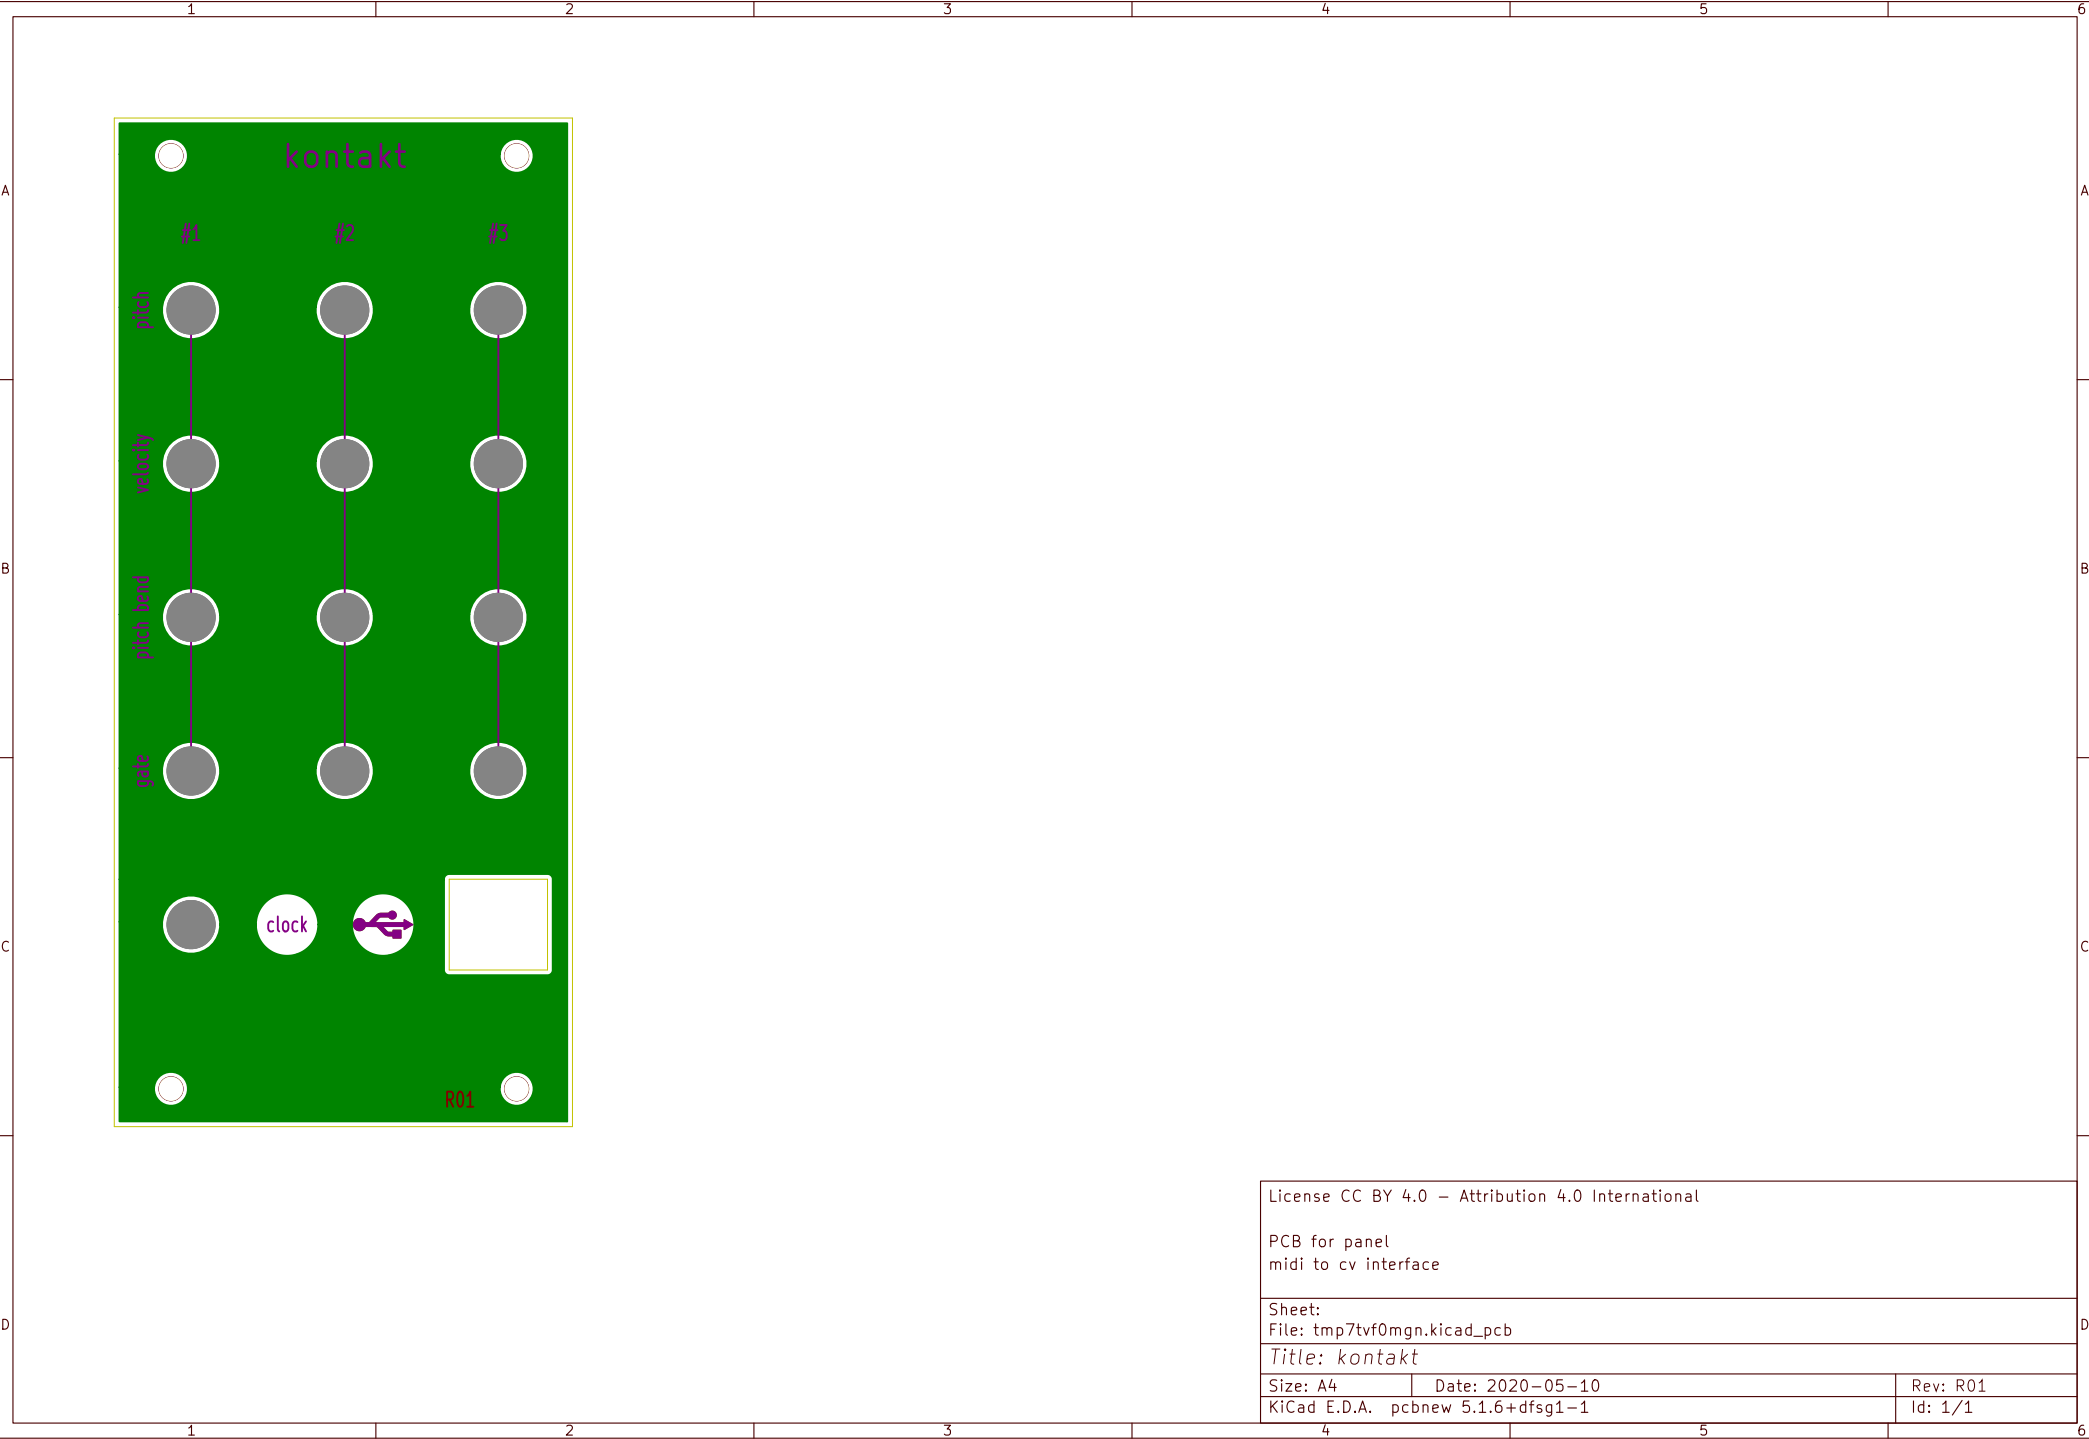 1 2 3 4 5 6
kontakt
A A
#1 #2 #3
pitch
velocity
B B
pitch bend
gate
clock
C C
R01
License CC BY 4.0 – Attribution 4.0 International
PCB for panel
midi to cv interface
Sheet:
File: tmp7tvf0mgn.kicad_pcb
D D
Title: kontakt
Size: A4 Date: 2020-05-10 Rev: R01
KiCad E.D.A. pcbnew 5.1.6+dfsg1-1 Id: 1/1
1 2 3 4 5 6